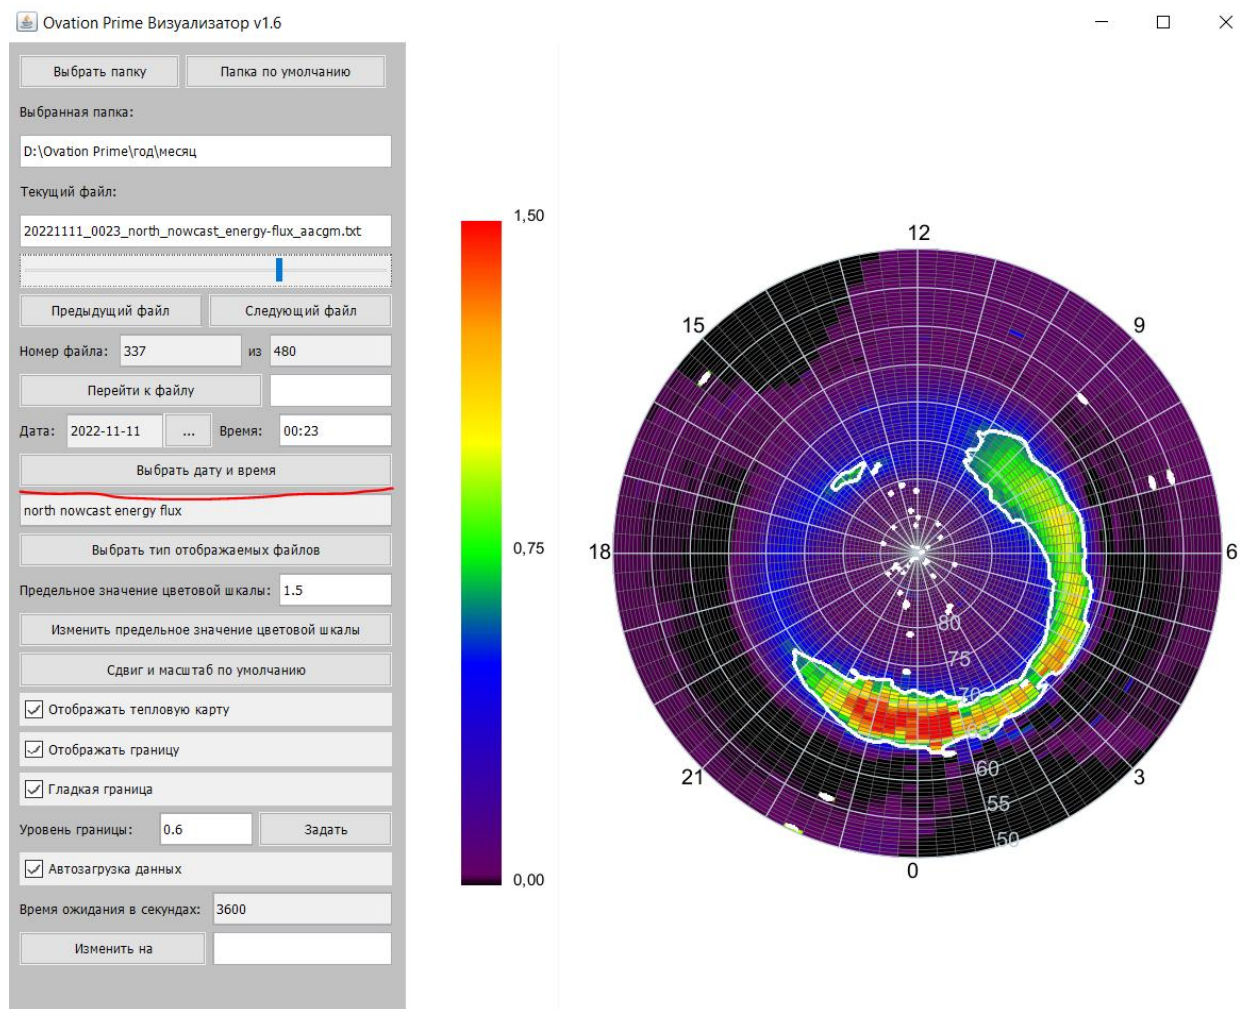 Ovation Prime Визуализатор v1.6
Выбрать папку
Папка по умолчанию
Выбранная папка:
D:\Ovation Prime\год\месяц
Текущий файл:
20221111_0023_north_nowcast_energy-flux_aacgm.txt
Предыдущий файл
Следующий файл
Номер файла: 337 из 480
Перейти к файлу
Дата: 2022-11-11 ... Время: 00:23
Выбрать дату и время
north nowcast energy flux
Выбрать тип отображаемых файлов
Предельное значение цветовой шкалы: 1.5
Изменить предельное значение цветовой шкалы
Сдвиг и масштаб по умолчанию
Отображать тепловую карту
Отображать границу
Гладкая граница
Уровень границы: 0.6 Задать
Автозагрузка данных
Время ожидания в секундах: 3600
Изменить на
1,50
0,75
0,00
12
15
9
18
6
80
75
70
65
60
55
50
21
3
0